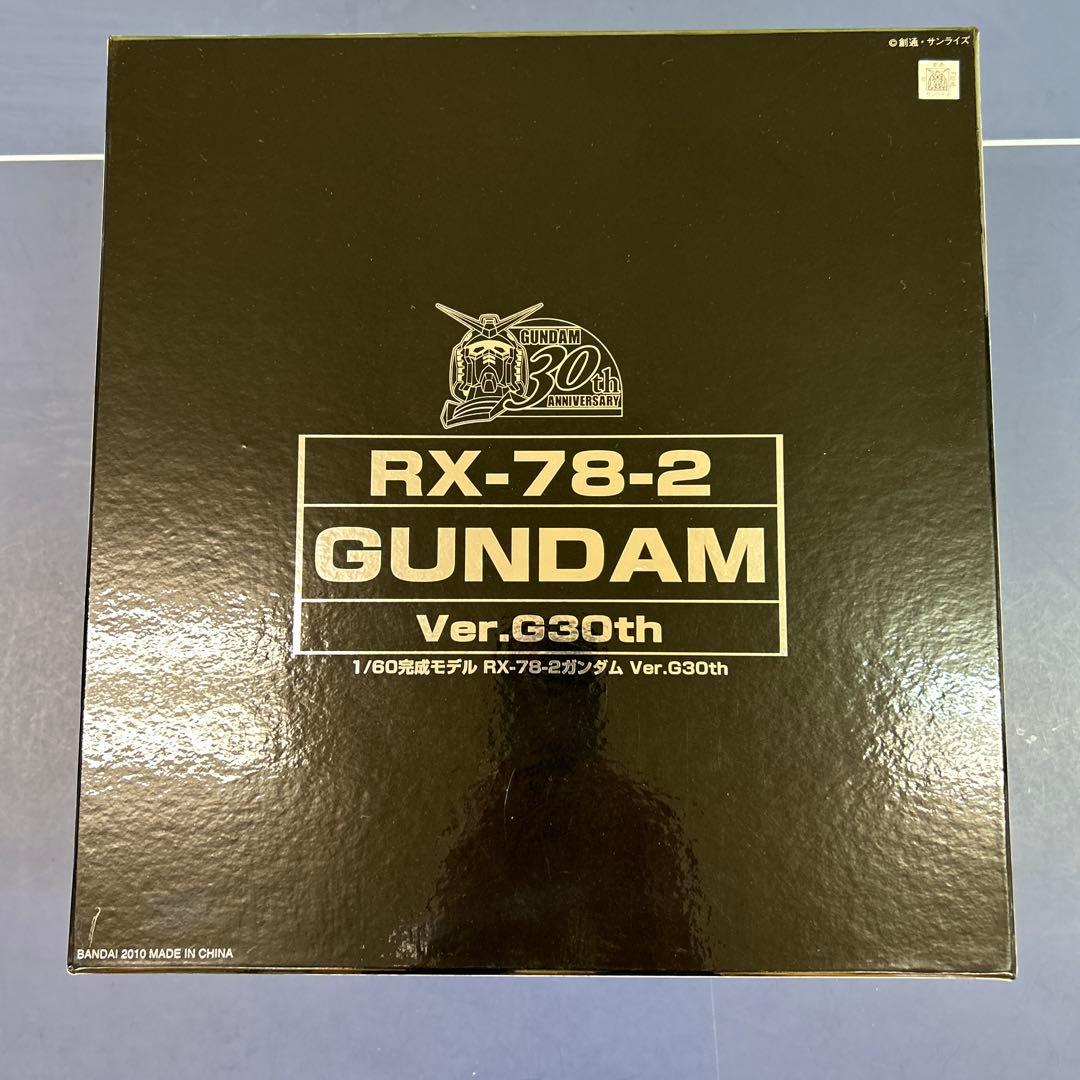 ©創通・サンライズ
GUNDAM
30th
ANNIVERSARY
RX-78-2
GUNDAM
Ver.G30th
1/60完成モデル RX-78-2ガンダム Ver.G30th
BANDAI 2010 MADE IN CHINA